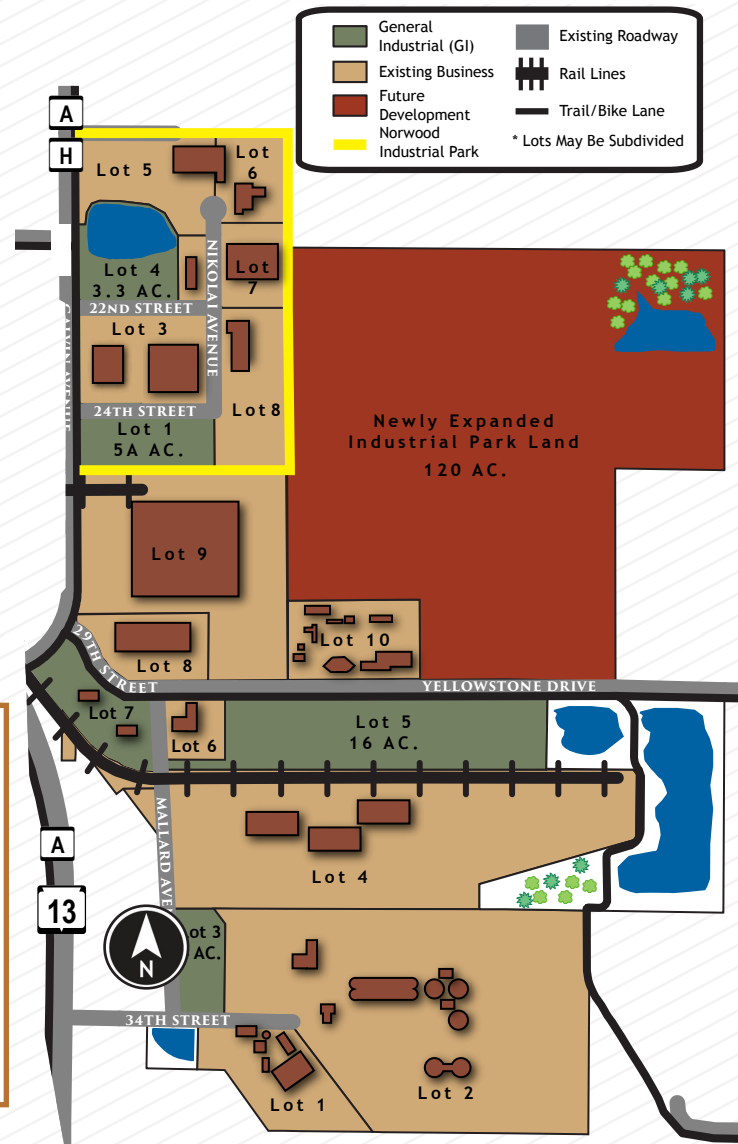 General
Industrial (GI)
Existing Business
Future
Development
Norwood
Industrial Park
Existing Roadway
Rail Lines
Trail/Bike Lane
* Lots May Be Subdivided
A
H
Lot 5
Lot
6
NIKOLAI AVENUE
Lot 4
3.3 AC.
Lot
7
22ND STREET
Lot 3
Lot 8
24TH STREET
Lot 1
5A AC.
Newly Expanded
Industrial Park Land
120 AC.
Lot 9
Lot 8
Lot 10
29TH STREET
YELLOWSTONE DRIVE
Lot 7
Lot 6
Lot 5
16 AC.
MALLARD AVE
Lot 4
A
13
N
ot 3
AC.
34TH STREET
Lot 1
Lot 2